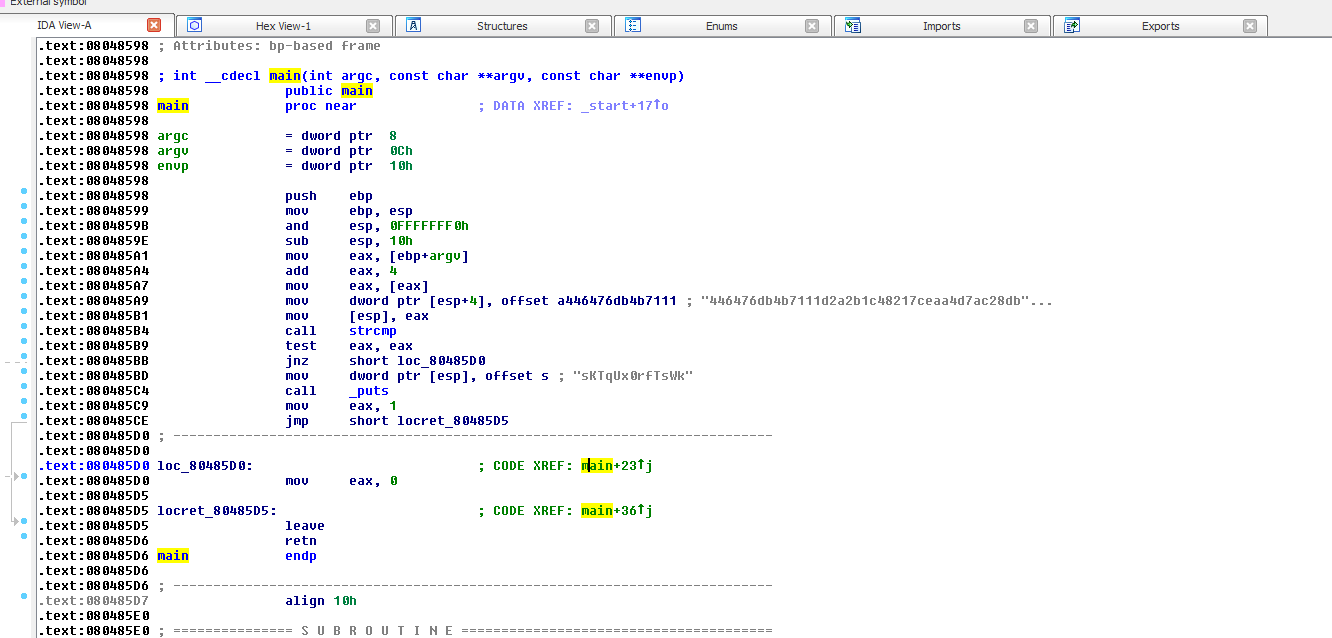 External symbol
IDA View-A Hex View-1 Structures Enums Imports Exports
.text:08048598 ; Attributes: bp-based frame
.text:08048598
.text:08048598 ; int __cdecl main(int argc, const char **argv, const char **envp)
.text:08048598 public main
.text:08048598 main proc near ; DATA XREF: _start+17↑o
.text:08048598
.text:08048598 argc = dword ptr 8
.text:08048598 argv = dword ptr 0Ch
.text:08048598 envp = dword ptr 10h
.text:08048598
.text:08048598 push ebp
.text:08048599 mov ebp, esp
.text:0804859B and esp, 0FFFFFFF0h
.text:0804859E sub esp, 10h
.text:080485A1 mov eax, [ebp+argv]
.text:080485A4 add eax, 4
.text:080485A7 mov eax, [eax]
.text:080485A9 mov dword ptr [esp+4], offset a446476db4b7111 ; "446476db4b7111d2a2b1c48217ceaa4d7ac28db"...
.text:080485B1 mov [esp], eax
.text:080485B4 call strcmp
.text:080485B9 test eax, eax
.text:080485BB jnz short loc_80485D0
.text:080485BD mov dword ptr [esp], offset s ; "sKTqUx0rfTsWk"
.text:080485C4 call _puts
.text:080485C9 mov eax, 1
.text:080485CE jmp short locret_80485D5
.text:080485D0 ; ---------------------------------------------------------------------------
.text:080485D0
.text:080485D0 loc_80485D0: ; CODE XREF: main+23↑j
.text:080485D0 mov eax, 0
.text:080485D5
.text:080485D5 locret_80485D5: ; CODE XREF: main+36↑j
.text:080485D5 leave
.text:080485D6 retn
.text:080485D6 main endp
.text:080485D6
.text:080485D6 ; ---------------------------------------------------------------------------
.text:080485D7 align 10h
.text:080485E0
.text:080485E0 ; =============== S U B R O U T I N E =======================================